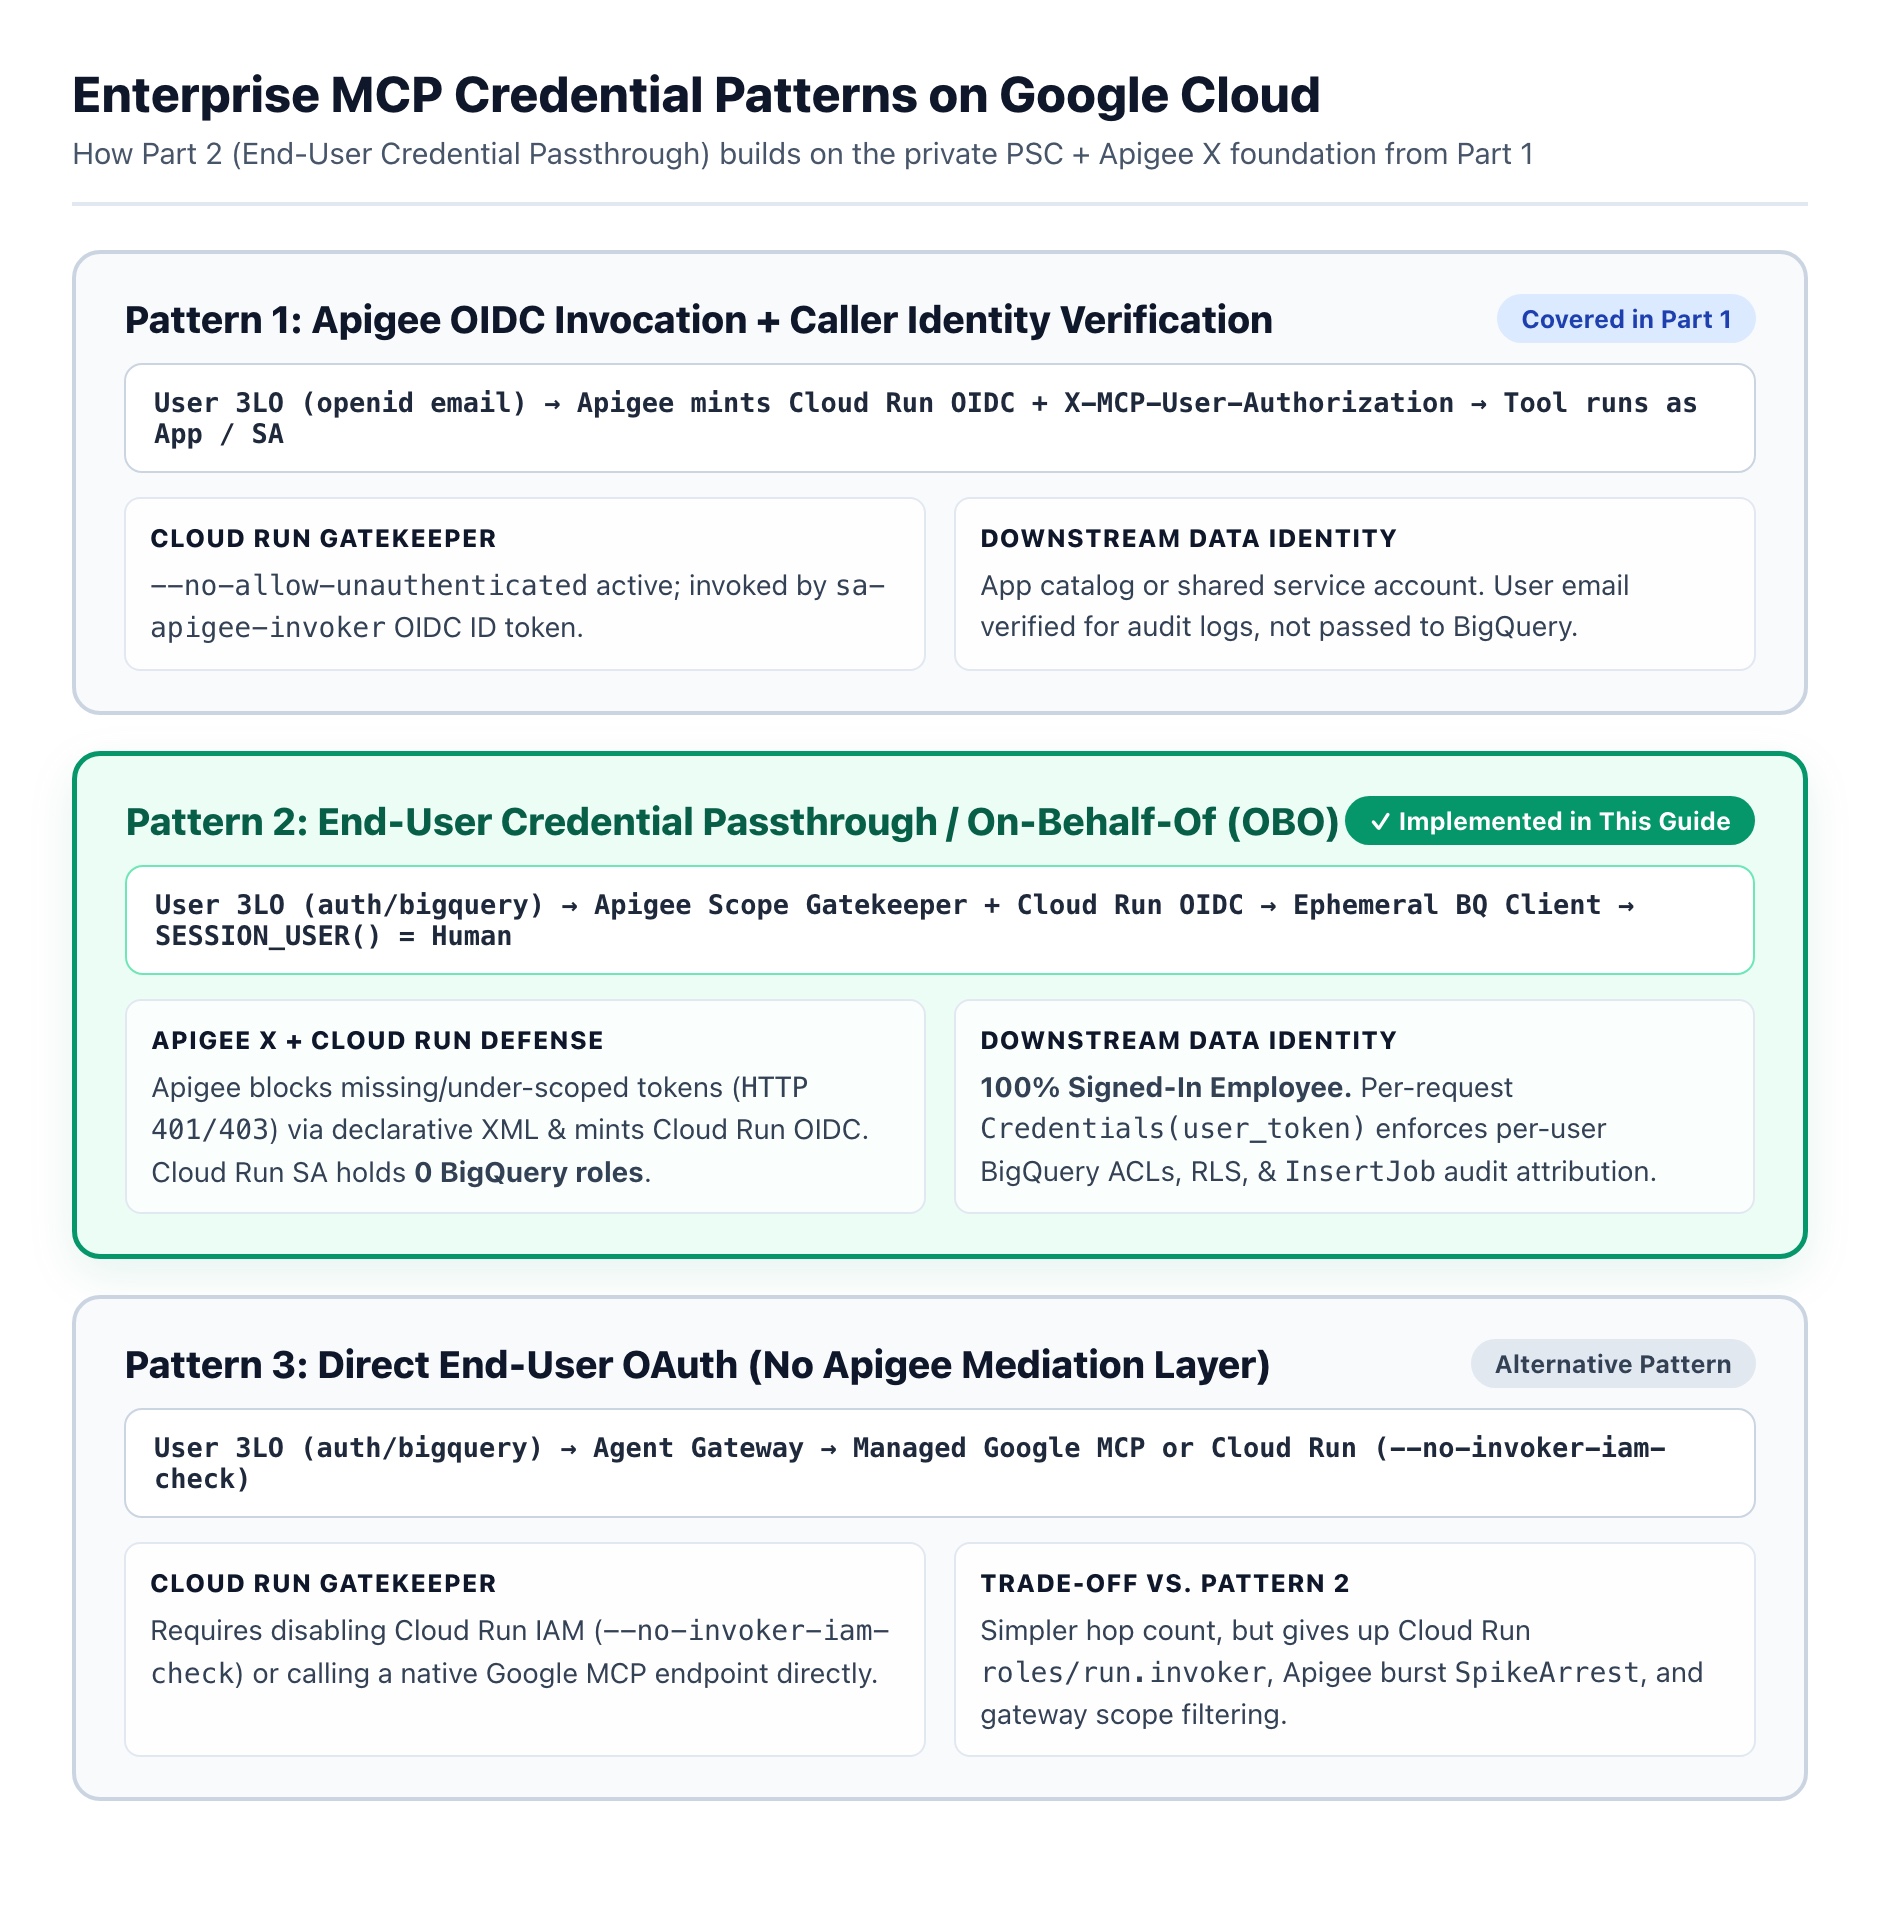 Enterprise MCP Credential Patterns on Google Cloud
How Part 2 (End-User Credential Passthrough) builds on the private PSC + Apigee X foundation from Part 1
Pattern 1: Apigee OIDC Invocation + Caller Identity Verification
Covered in Part 1
User 3LO (openid email) → Apigee mints Cloud Run OIDC + X-MCP-User-Authorization → Tool runs as
App / SA
CLOUD RUN GATEKEEPER
--no-allow-unauthenticated active; invoked by sa-
apigee-invoker OIDC ID token.
DOWNSTREAM DATA IDENTITY
App catalog or shared service account. User email
verified for audit logs, not passed to BigQuery.
Pattern 2: End-User Credential Passthrough / On-Behalf-Of (OBO)
✓ Implemented in This Guide
User 3LO (auth/bigquery) → Apigee Scope Gatekeeper + Cloud Run OIDC → Ephemeral BQ Client →
SESSION_USER() = Human
APIGEE X + CLOUD RUN DEFENSE
Apigee blocks missing/under-scoped tokens (HTTP
401/403) via declarative XML & mints Cloud Run OIDC.
Cloud Run SA holds 0 BigQuery roles.
DOWNSTREAM DATA IDENTITY
100% Signed-In Employee. Per-request
Credentials(user_token) enforces per-user
BigQuery ACLs, RLS, & InsertJob audit attribution.
Pattern 3: Direct End-User OAuth (No Apigee Mediation Layer)
Alternative Pattern
User 3LO (auth/bigquery) → Agent Gateway → Managed Google MCP or Cloud Run (--no-invoker-iam-
check)
CLOUD RUN GATEKEEPER
Requires disabling Cloud Run IAM (--no-invoker-iam-
check) or calling a native Google MCP endpoint directly.
TRADE-OFF VS. PATTERN 2
Simpler hop count, but gives up Cloud Run
roles/run.invoker, Apigee burst SpikeArrest, and
gateway scope filtering.